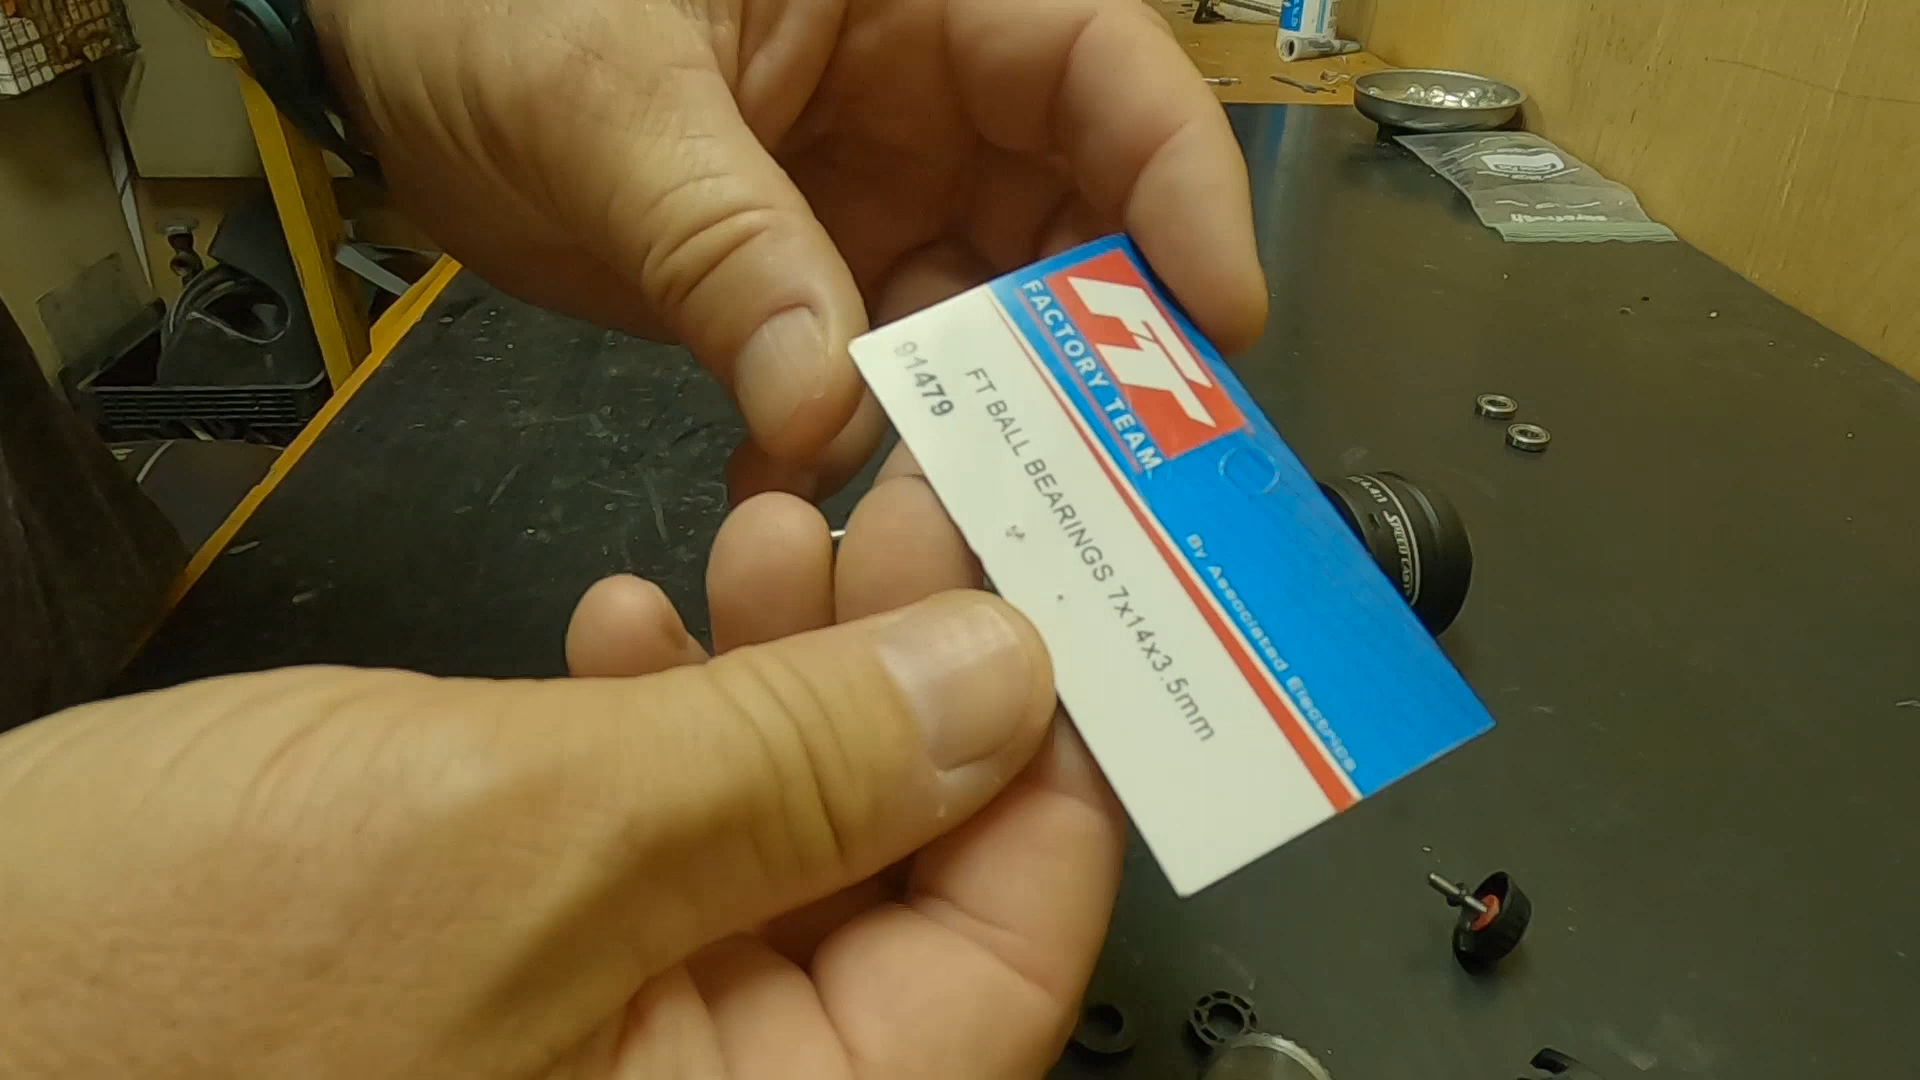 FT
FACTORY TEAM
By Associated Electrics
91479
FT BALL BEARINGS 7x14x3.5mm